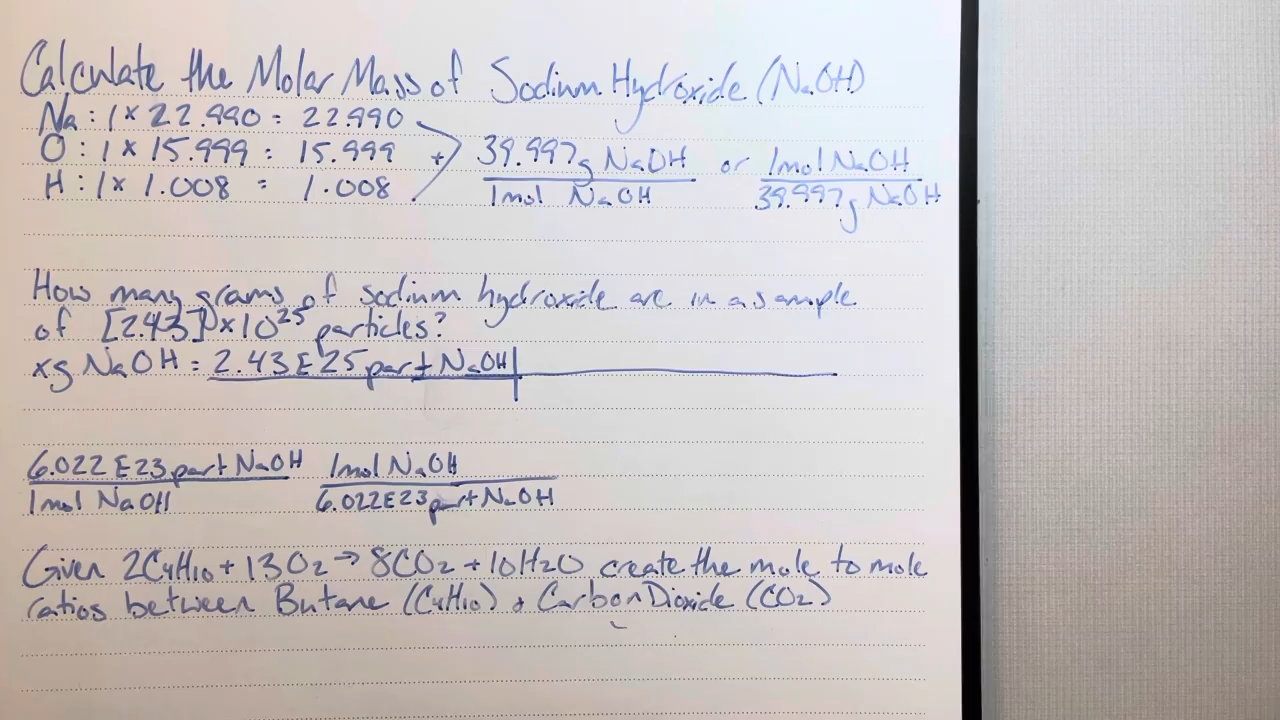 Calculate the Molar Mass of Sodium Hydroxide (NaOH)
Na : 1 × 22.990 = 22.990
O : 1 × 15.999 = 15.999 + 39.997g NaOH or 1mol NaOH
H : 1 × 1.008 = 1.008 1mol NaOH 39.997g NaOH
How many grams of sodium hydroxide are in a sample
of [2.43] × 10²⁵ particles?
xg NaOH = 2.43E25 part NaOH
6.022E23 part NaOH 1mol NaOH
1mol NaOH 6.022E23 part NaOH
Given 2C₄H₁₀ + 13O₂ → 8CO₂ + 10H₂O create the mole to mole
ratios between Butane (C₄H₁₀) + Carbon Dioxide (CO₂)